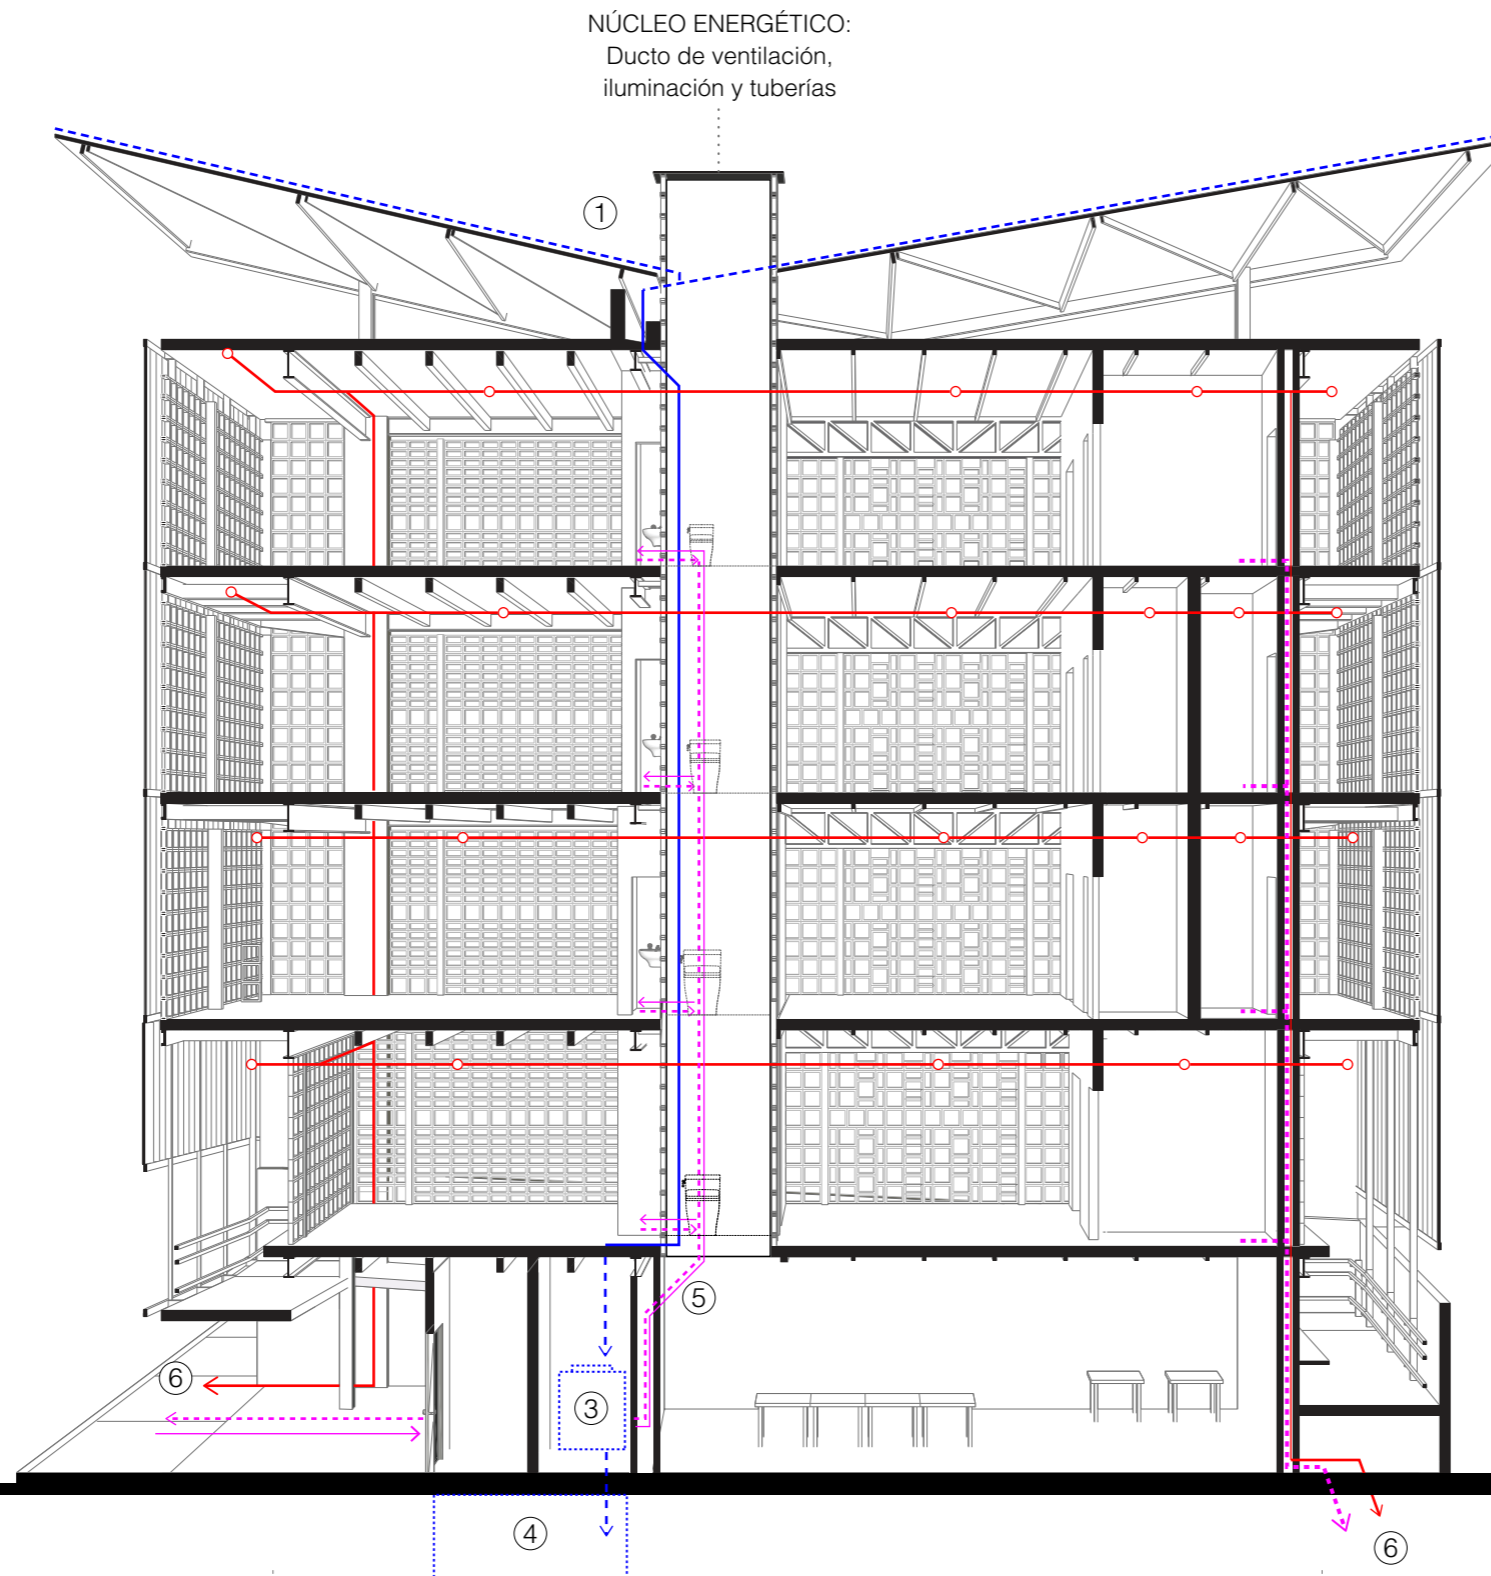 NÚCLEO ENERGÉTICO:
Ducto de ventilación,
iluminación y tuberías
1
5
6
3
4
6